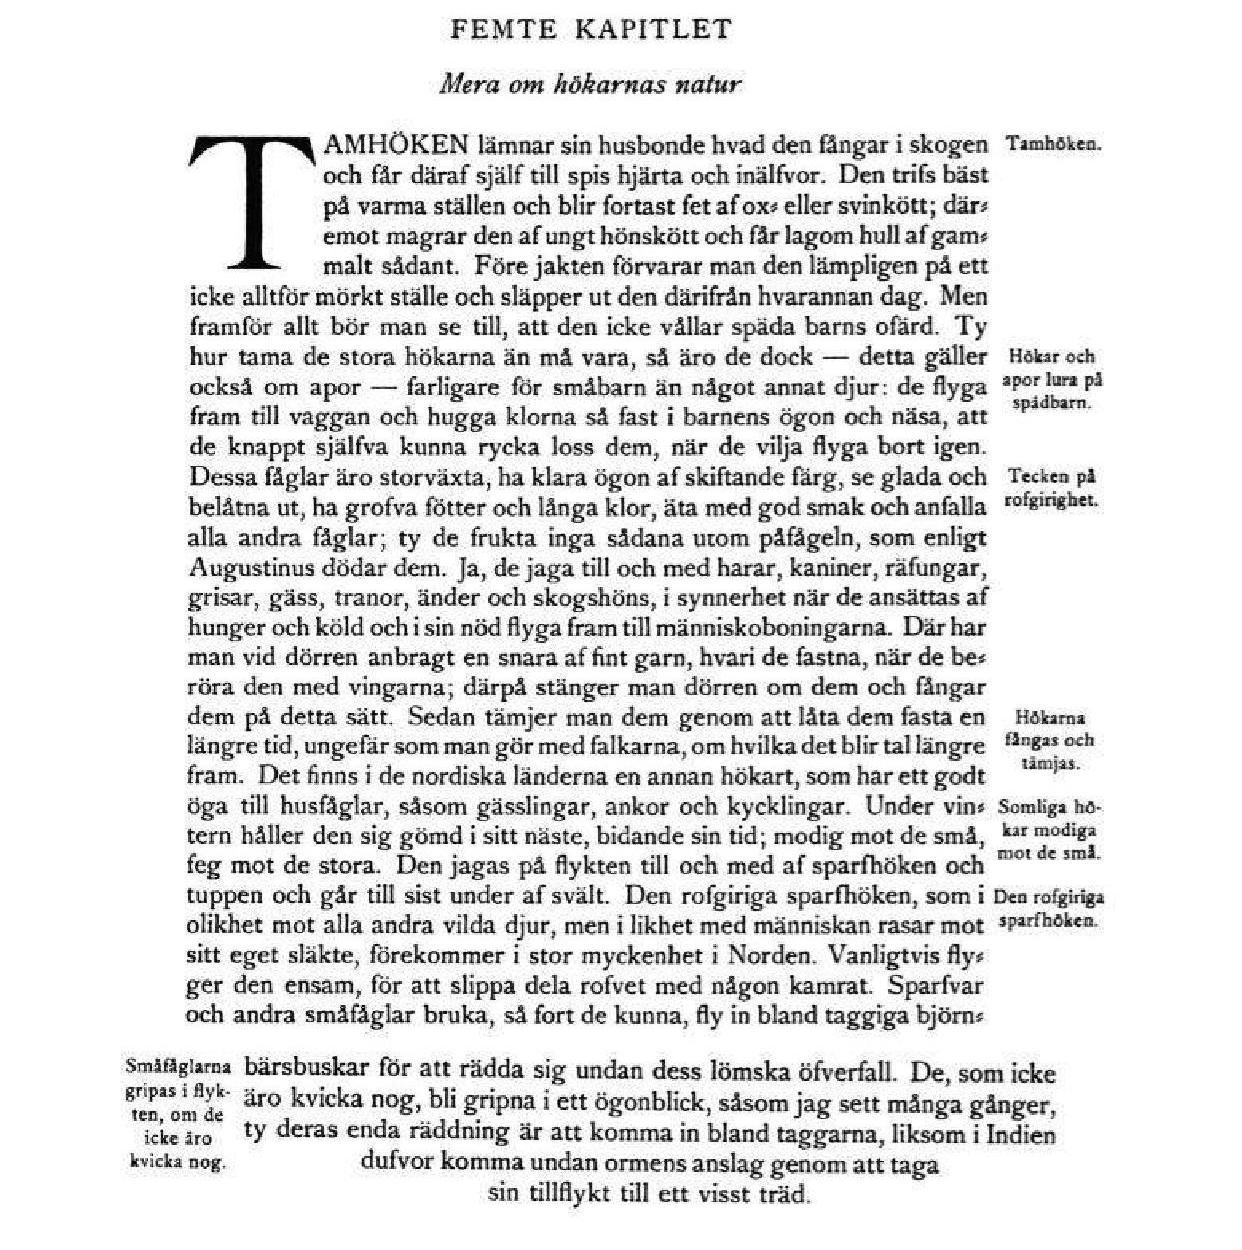 FEMTE KAPITLET
Mera om hökarnas natur
TAMHÖKEN lämnar sin husbonde hvad den fångar i skogen
Tamhöken.
och får däraf själf till spis hjärta och inälfvor. Den trifs bäst
på varma ställen och blir fortast fet af ox⸗ eller svinkött; där⸗
emot magrar den af ungt hönskött och får lagom hull af gam⸗
malt sådant. Före jakten förvarar man den lämpligen på ett
icke alltför mörkt ställe och släpper ut den därifrån hvarannan dag. Men
framför allt bör man se till, att den icke vållar späda barns ofärd. Ty
hur tama de stora hökarna än må vara, så äro de dock — detta gäller
också om apor — farligare för småbarn än något annat djur: de flyga
fram till vaggan och hugga klorna så fast i barnens ögon och näsa, att
Hökar och
apor lura på
spädbarn.
de knappt själfva kunna rycka loss dem, när de vilja flyga bort igen.
Dessa fåglar äro storväxta, ha klara ögon af skiftande färg, se glada och
belåtna ut, ha grofva fötter och långa klor, äta med god smak och anfalla
Tecken på
rofgirighet.
alla andra fåglar; ty de frukta inga sådana utom påfågeln, som enligt
Augustinus dödar dem. Ja, de jaga till och med harar, kaniner, räfungar,
grisar, gäss, tranor, änder och skogshöns, i synnerhet när de ansättas af
hunger och köld och i sin nöd flyga fram till människoboningarna. Där har
man vid dörren anbragt en snara af fint garn, hvari de fastna, när de be⸗
röra den med vingarna; därpå stänger man dörren om dem och fångar
dem på detta sätt. Sedan tämjer man dem genom att låta dem fasta en
längre tid, ungefär som man gör med falkarna, om hvilka det blir tal längre
fram. Det finns i de nordiska länderna en annan hökart, som har ett godt
Hökarna
fångas och
tämjas.
öga till husfåglar, såsom gässlingar, ankor och kycklingar. Under vin⸗
tern håller den sig gömd i sitt näste, bidande sin tid; modig mot de små,
feg mot de stora. Den jagas på flykten till och med af sparfhöken och
Somliga hö-
kar modiga
mot de små.
tuppen och går till sist under af svält. Den rofgiriga sparfhöken, som i
olikhet mot alla andra vilda djur, men i likhet med människan rasar mot
Den rofgiriga
sparfhöken.
sitt eget släkte, förekommer i stor myckenhet i Norden. Vanligtvis fly⸗
ger den ensam, för att slippa dela rofvet med någon kamrat. Sparfvar
och andra småfåglar bruka, så fort de kunna, fly in bland taggiga björn⸗
Småfåglarna
gripas i flyk-
ten, om de
icke äro
kvicka nog.
bärsbuskar för att rädda sig undan dess lömska öfverfall. De, som icke
äro kvicka nog, bli gripna i ett ögonblick, såsom jag sett många gånger,
ty deras enda räddning är att komma in bland taggarna, liksom i Indien
dufvor komma undan ormens anslag genom att taga
sin tillflykt till ett visst träd.